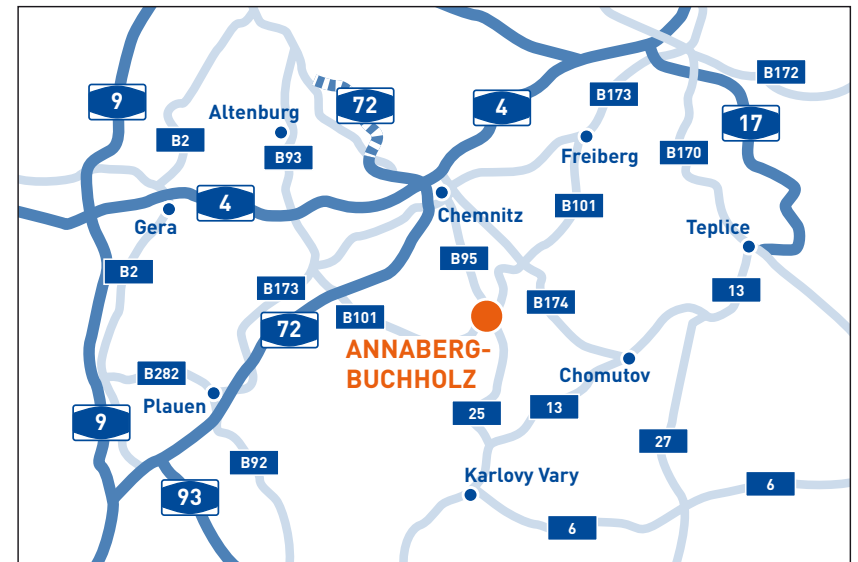 B172
9
72
4
B173
Altenburg
17
B2
B93
Freiberg
B170
4
Chemnitz
B101
Gera
Teplice
B95
B2
B173
13
B174
72
B101
ANNABERG-
BUCHHOLZ
B282
Chomutov
Plauen
9
25
13
27
B92
Karlovy Vary
93
6
6